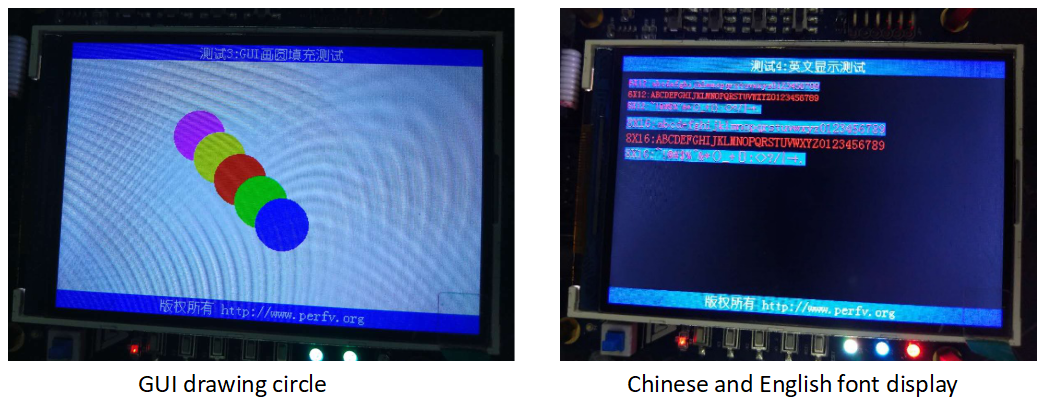 测试3:GUI画圆填充测试
版权所有 http://www.perfv.org
GUI drawing circle
测试4:英文显示测试
6X12:ABCDEFGHIJKLMNOPQRSTUVWXYZ0123456789
8X16:abcdefghijklmnopqrstuvwxyz0123456789
8X16:ABCDEFGHIJKLMNOPQRSTUVWXYZ0123456789
版权所有 http://www.perfv.org
Chinese and English font display